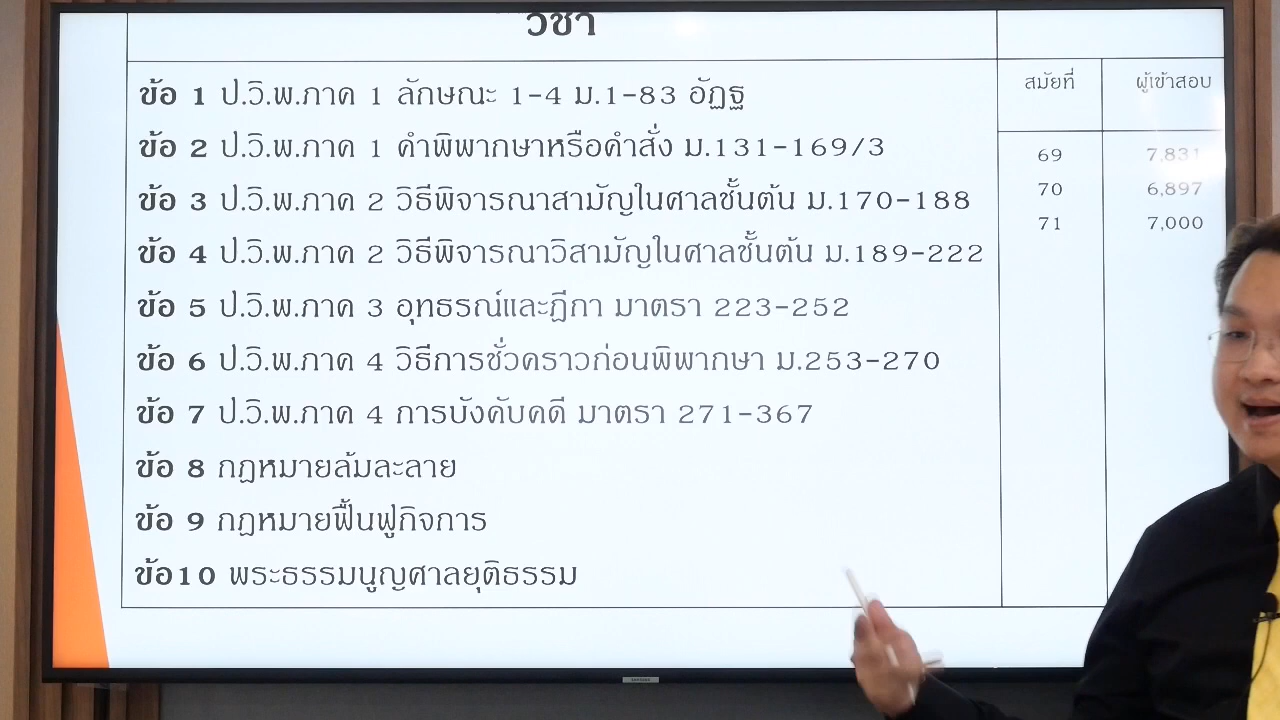 วิชา
ข้อ 1 ป.วิ.พ.ภาค 1 ลักษณะ 1-4 ม.1-83 อัฏฐ
ข้อ 2 ป.วิ.พ.ภาค 1 คำพิพากษาหรือคำสั่ง ม.131-169/3
ข้อ 3 ป.วิ.พ.ภาค 2 วิธีพิจารณาสามัญในศาลชั้นต้น ม.170-188
ข้อ 4 ป.วิ.พ.ภาค 2 วิธีพิจารณาวิสามัญในศาลชั้นต้น ม.189-222
ข้อ 5 ป.วิ.พ.ภาค 3 อุทธรณ์และฎีกา มาตรา 223-252
ข้อ 6 ป.วิ.พ.ภาค 4 วิธีการชั่วคราวก่อนพิพากษา ม.253-270
ข้อ 7 ป.วิ.พ.ภาค 4 การบังคับคดี มาตรา 271-367
ข้อ 8 กฎหมายล้มละลาย
ข้อ 9 กฎหมายฟื้นฟูกิจการ
ข้อ10 พระธรรมนูญศาลยุติธรรม
สมัยที่ ผู้เข้าสอบ
69 7,831
70 6,897
71 7,000
SAMSUNG